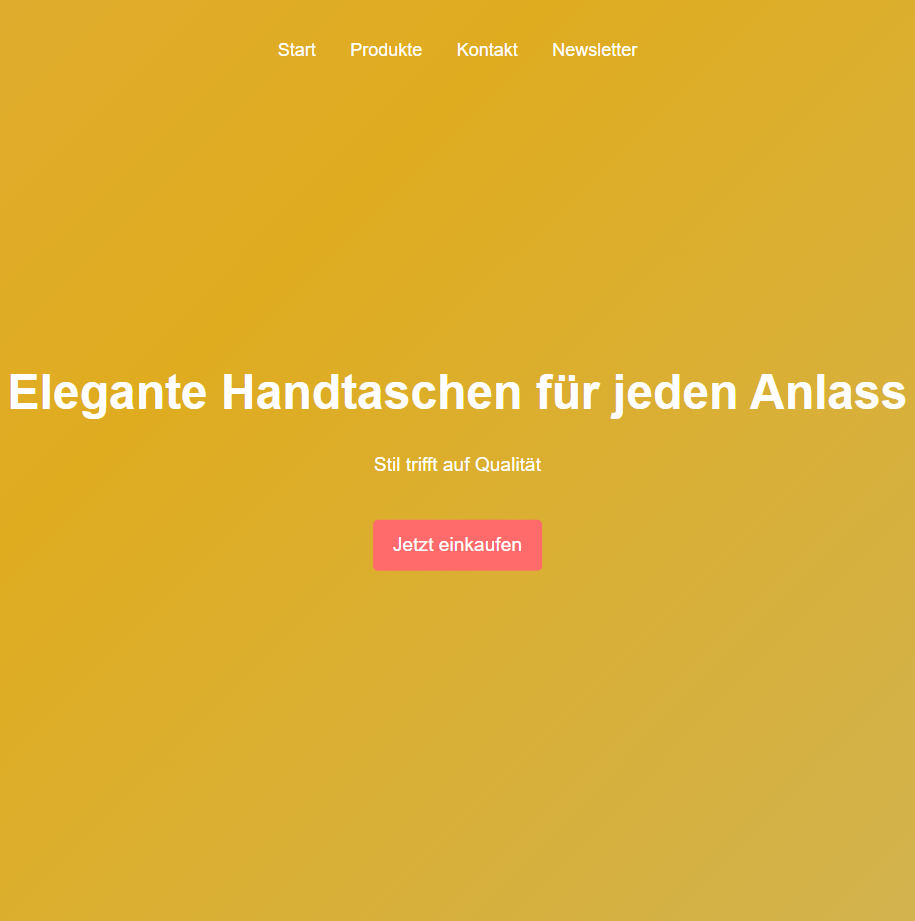 Start Produkte Kontakt Newsletter
Elegante Handtaschen für jeden Anlass
Stil trifft auf Qualität
Jetzt einkaufen